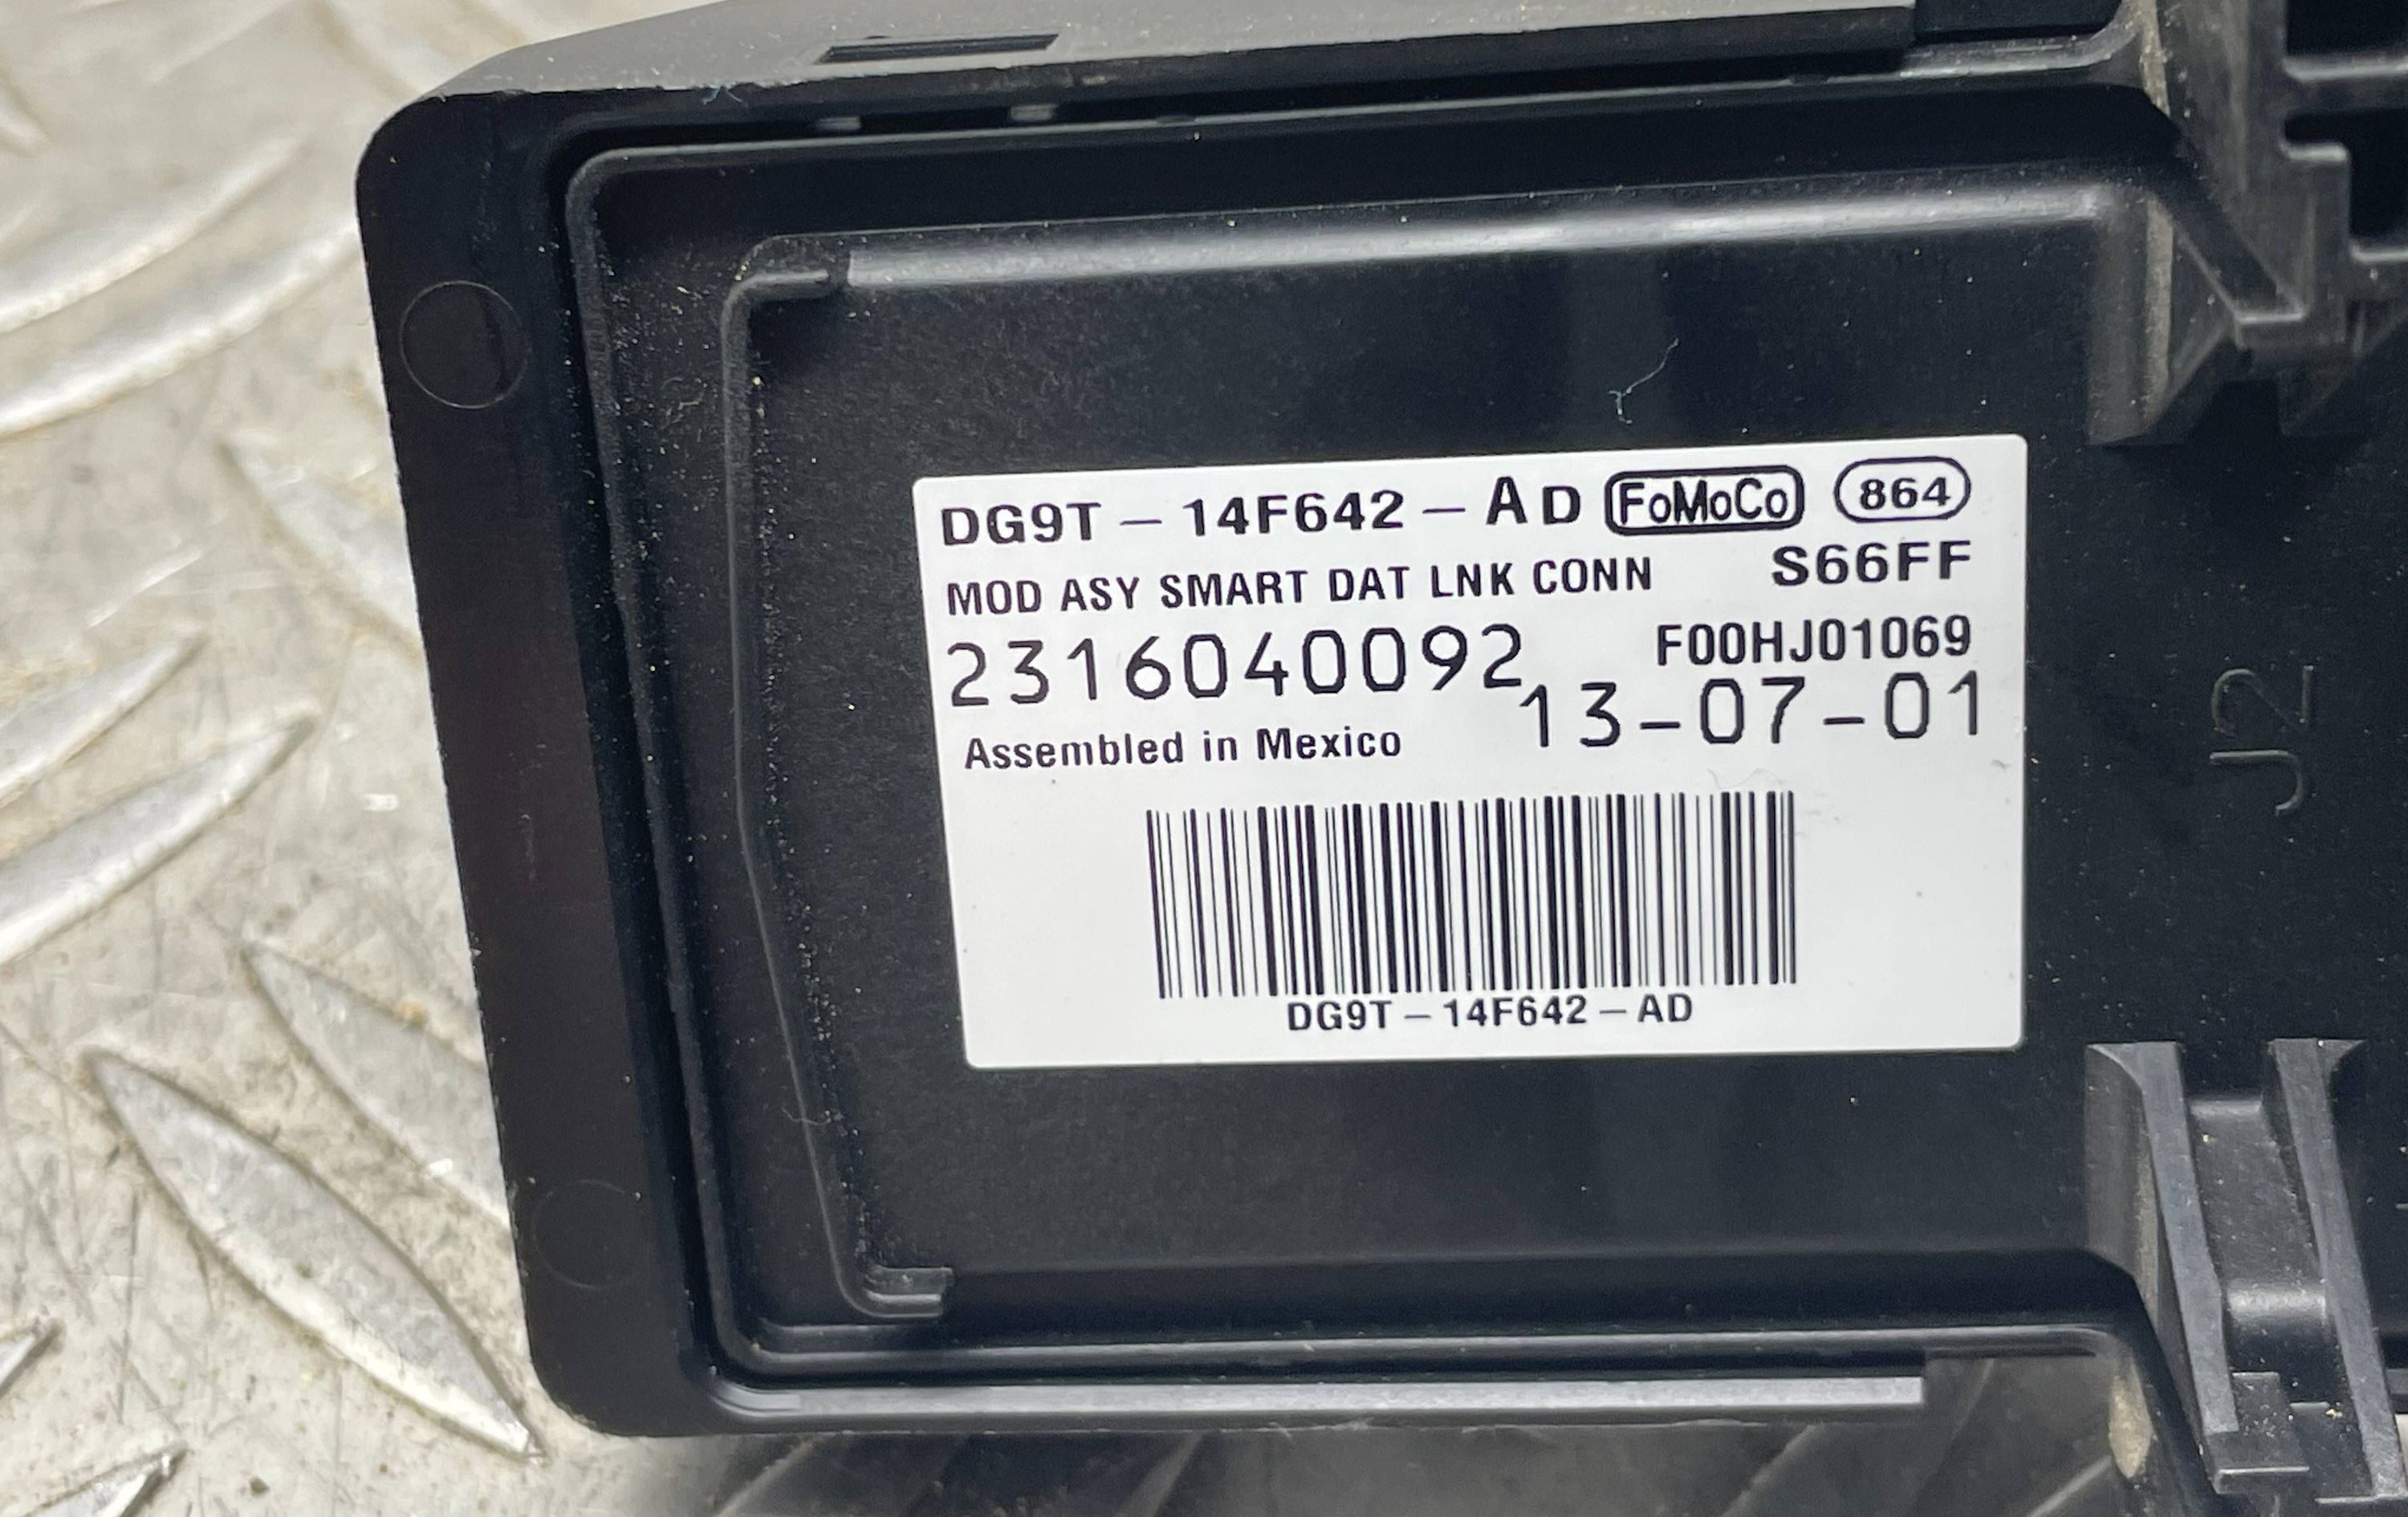 DG9T – 14F642 – AD FoMoCo 864
MOD ASY SMART DAT LNK CONN S66FF
2316040092 F00HJ01069
Assembled in Mexico 13-07-01
DG9T – 14F642 – AD
J2